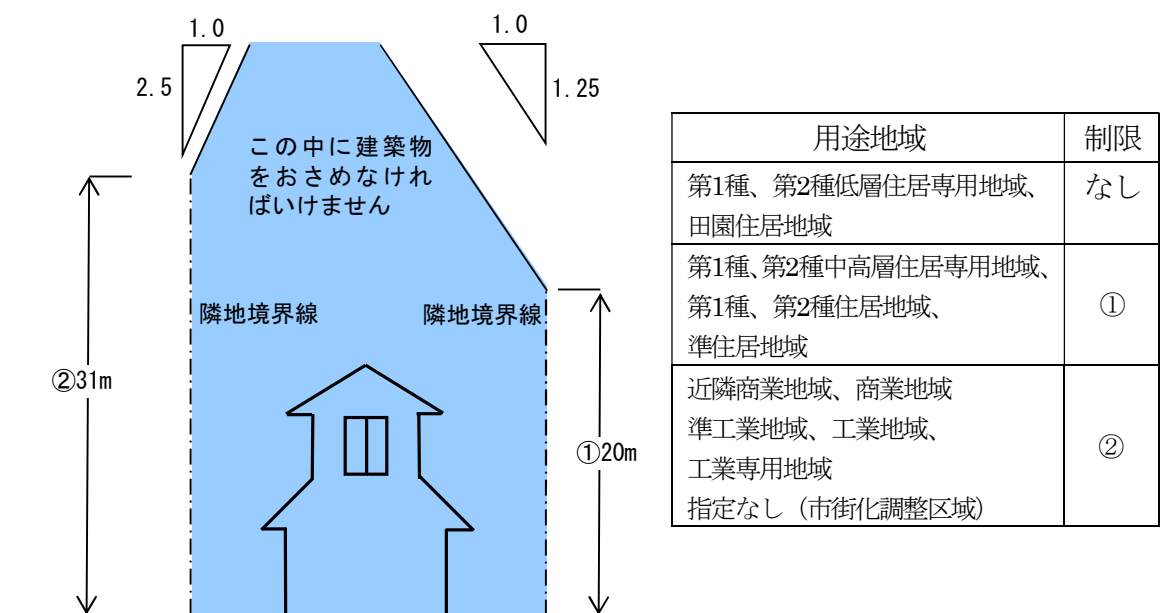 1.0
1.0
2.5
1.25
この中に建築物
をおさめなけれ
ばいけません
隣地境界線
隣地境界線
②31m
①20m
用途地域
制限
第1種、第2種低層住居専用地域、
田園住居地域
なし
第1種、第2種中高層住居専用地域、
第1種、第2種住居地域、
準住居地域
①
近隣商業地域、商業地域
準工業地域、工業地域、
工業専用地域
指定なし（市街化調整区域）
②